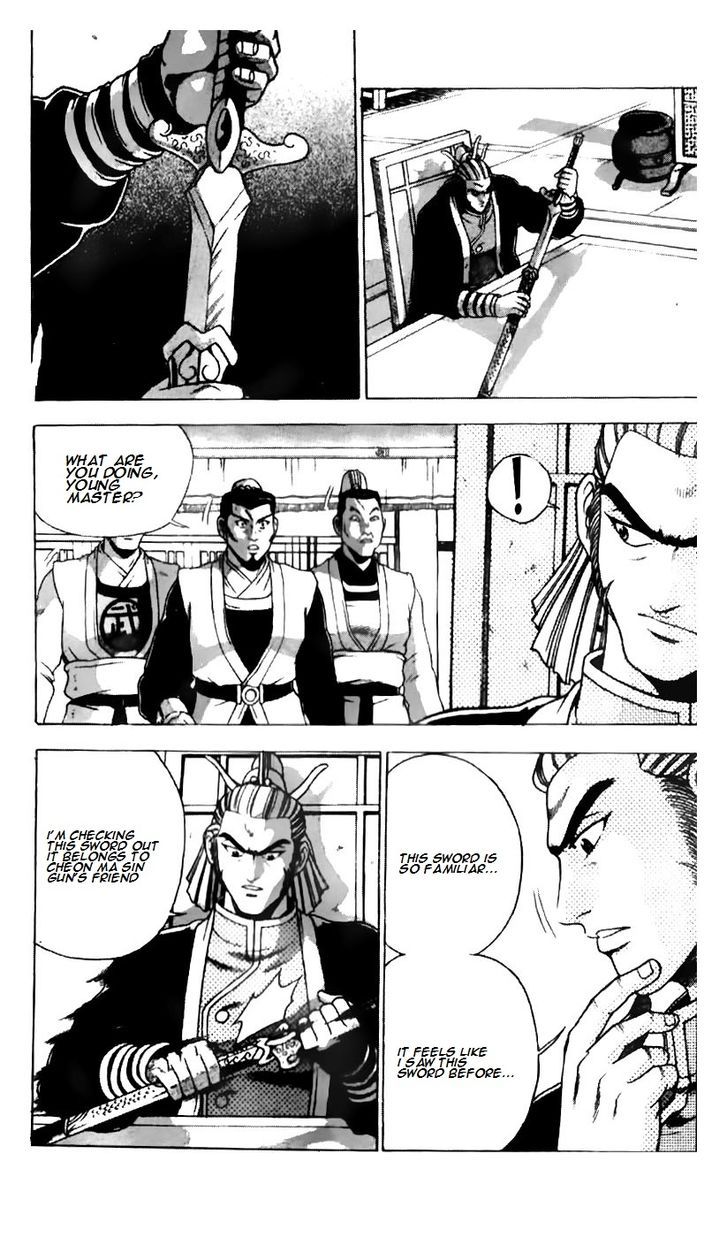 WHAT ARE
YOU DOING,
YOUNG
MASTER?
!
武
I'M CHECKING
THIS SWORD OUT
IT BELONGS TO
CHEON MA SIN
GUN'S FRIEND
THIS SWORD IS
SO FAMILIAR...
IT FEELS LIKE
I SAW THIS
SWORD BEFORE...